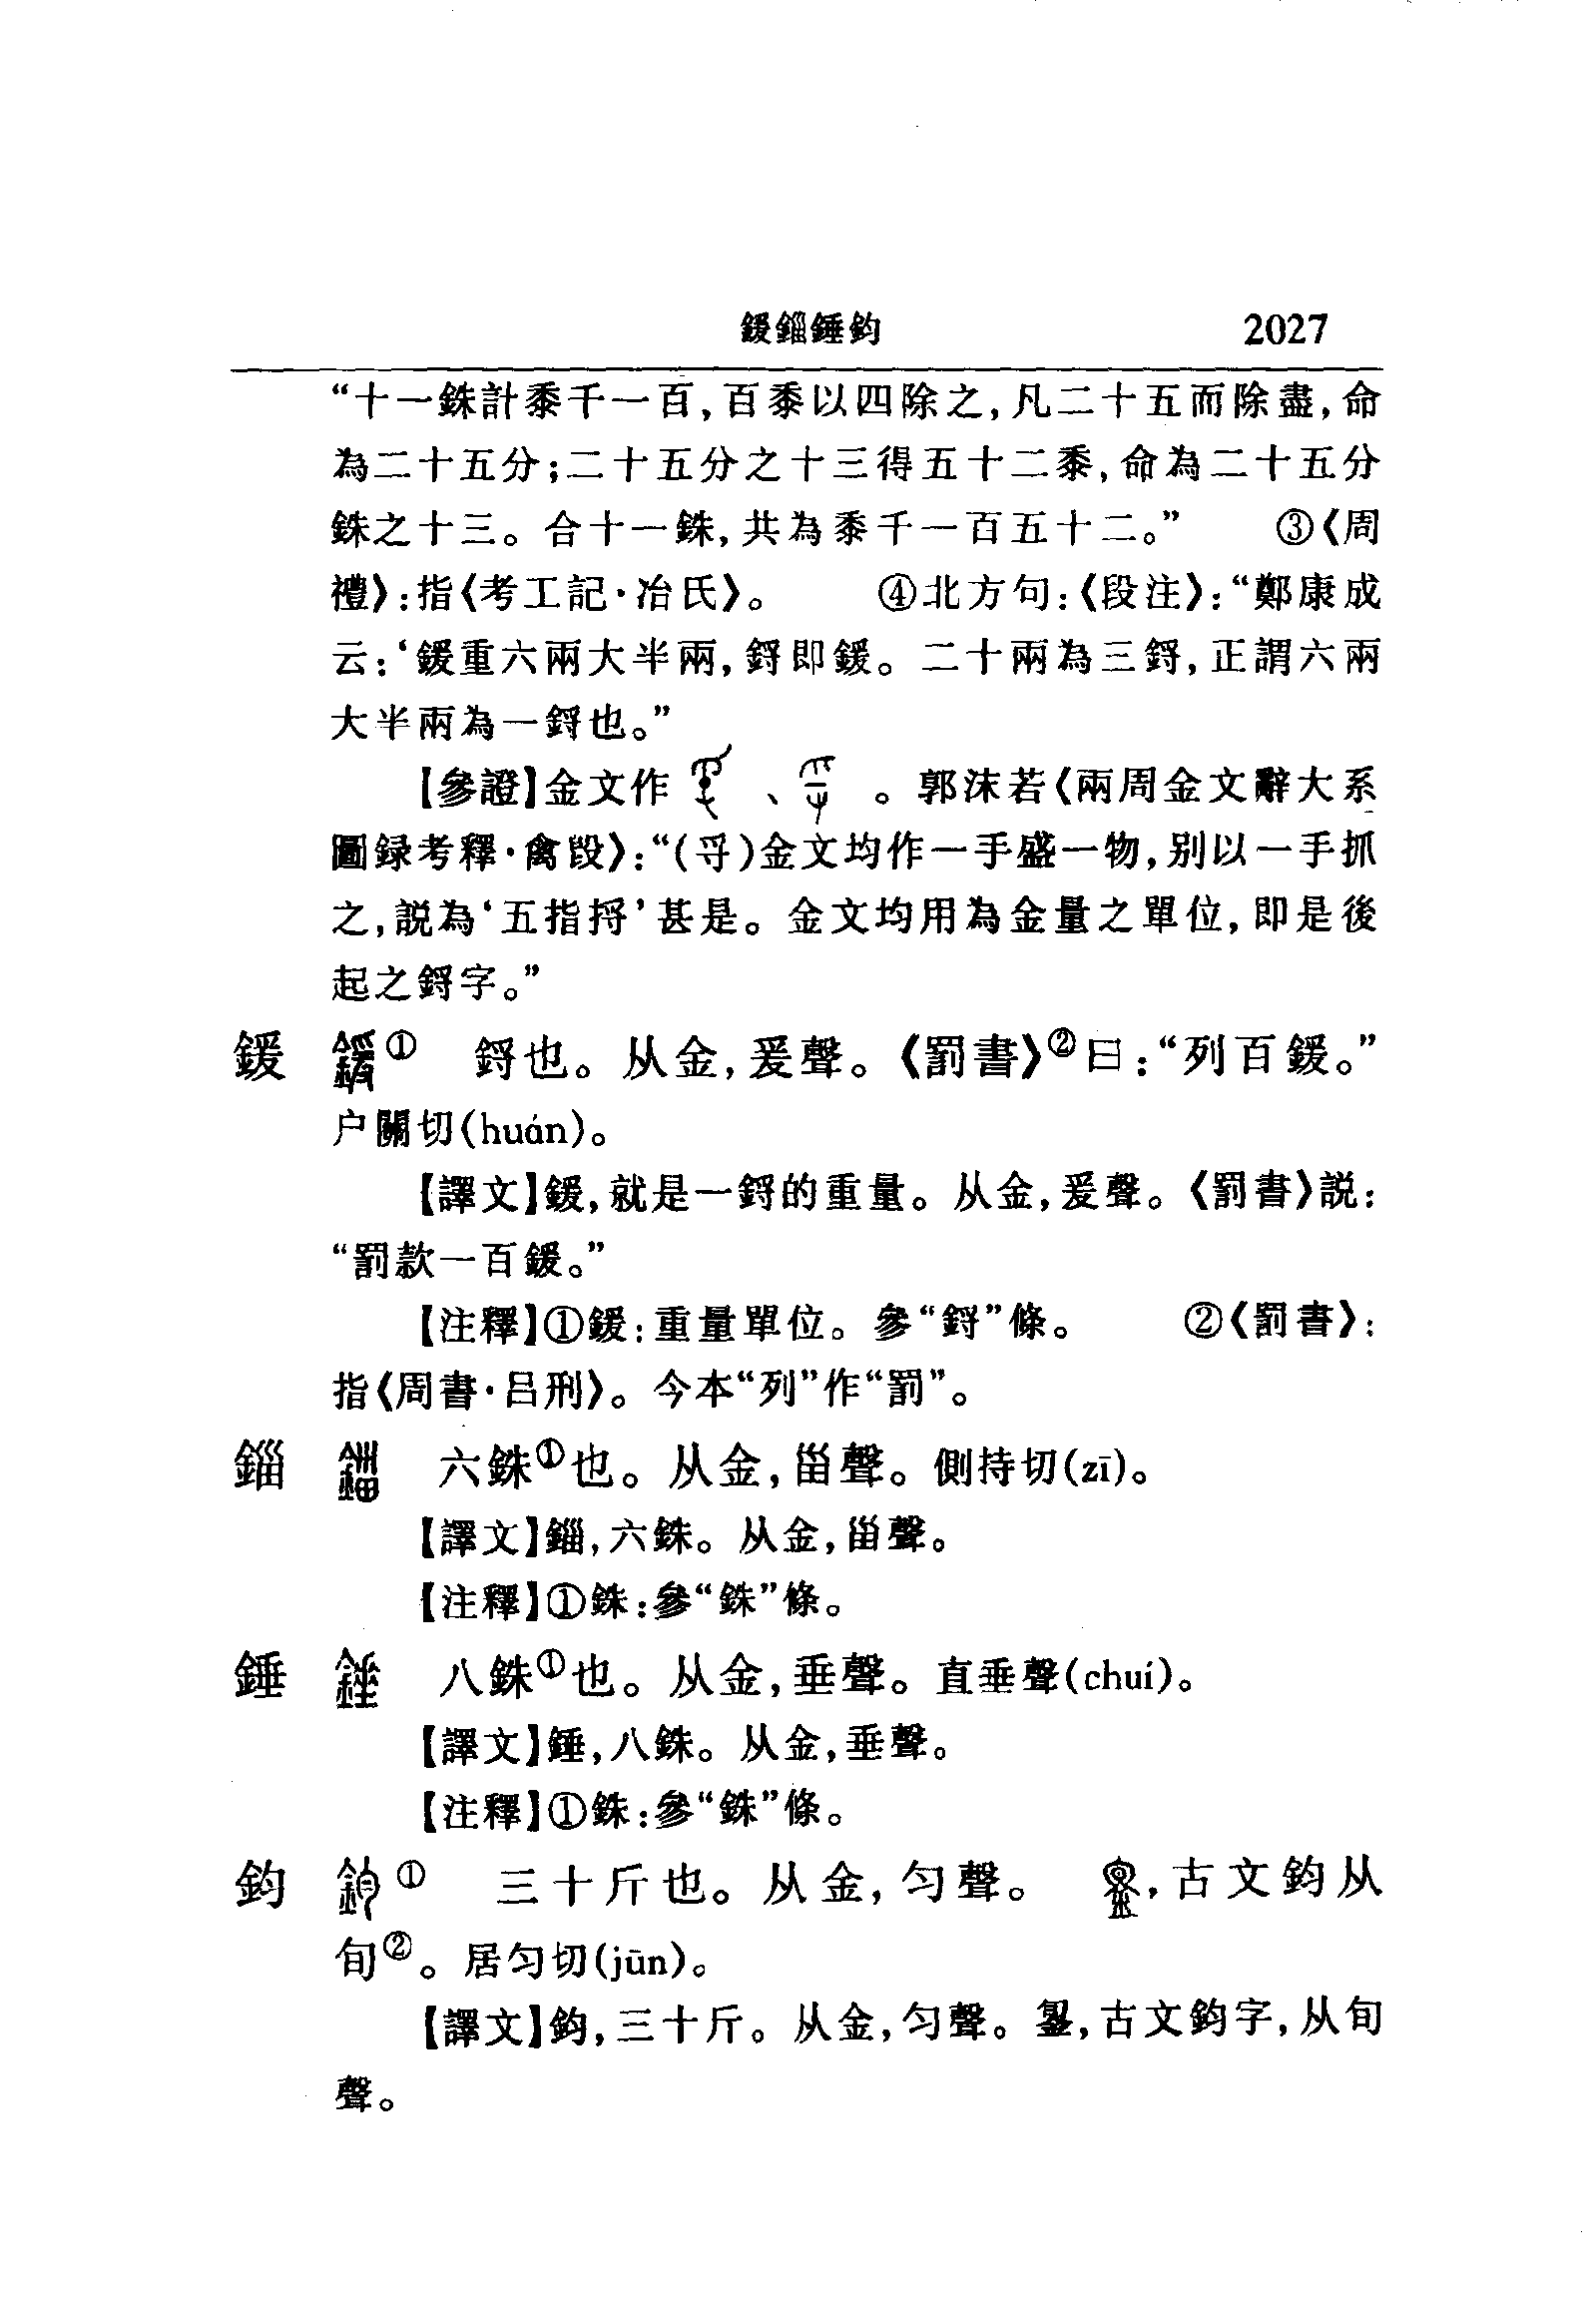 鍰錙錘鈞 2027
“十一銖計黍千一百,百黍以四除之,凡二十五而除盡,命
為二十五分;二十五分之十三得五十二黍,命為二十五分
銖之十三。合十一銖,共為黍千一百五十二。” ③《周
禮》:指《考工記·冶氏》。 ④北方句:《段注》:“鄭康成
云:‘鍰重六兩大半兩,鋝即鍰。二十兩為三鋝,正謂六兩
大半兩為一鋝也。”
【參證】金文作 、 。郭沫若《兩周金文辭大系
圖録考釋·禽𣪘》:“(寽)金文均作一手盛一物,别以一手抓
之,説為‘五指捋’甚是。金文均用為金量之單位,即是後
起之鋝字。”
鍰 ① 鋝也。从金,爰聲。《罰書》②曰:“列百鍰。”
户關切(huán)。
【譯文】鍰,就是一鋝的重量。从金,爰聲。《罰書》説:
“罰款一百鍰。”
【注釋】①鍰:重量單位。參“鋝”條。 ②《罰書》:
指《周書·吕刑》。今本“列”作“罰”。
錙 六銖①也。从金,甾聲。側持切(zī)。
【譯文】錙,六銖。从金,甾聲。
【注釋】①銖:參“銖”條。
錘 八銖①也。从金,垂聲。直垂聲(chuí)。
【譯文】錘,八銖。从金,垂聲。
【注釋】①銖:參“銖”條。
鈞 ① 三十斤也。从金,匀聲。 ,古文鈞从
旬②。居匀切(jūn)。
【譯文】鈞,三十斤。从金,匀聲。,古文鈞字,从旬
聲。